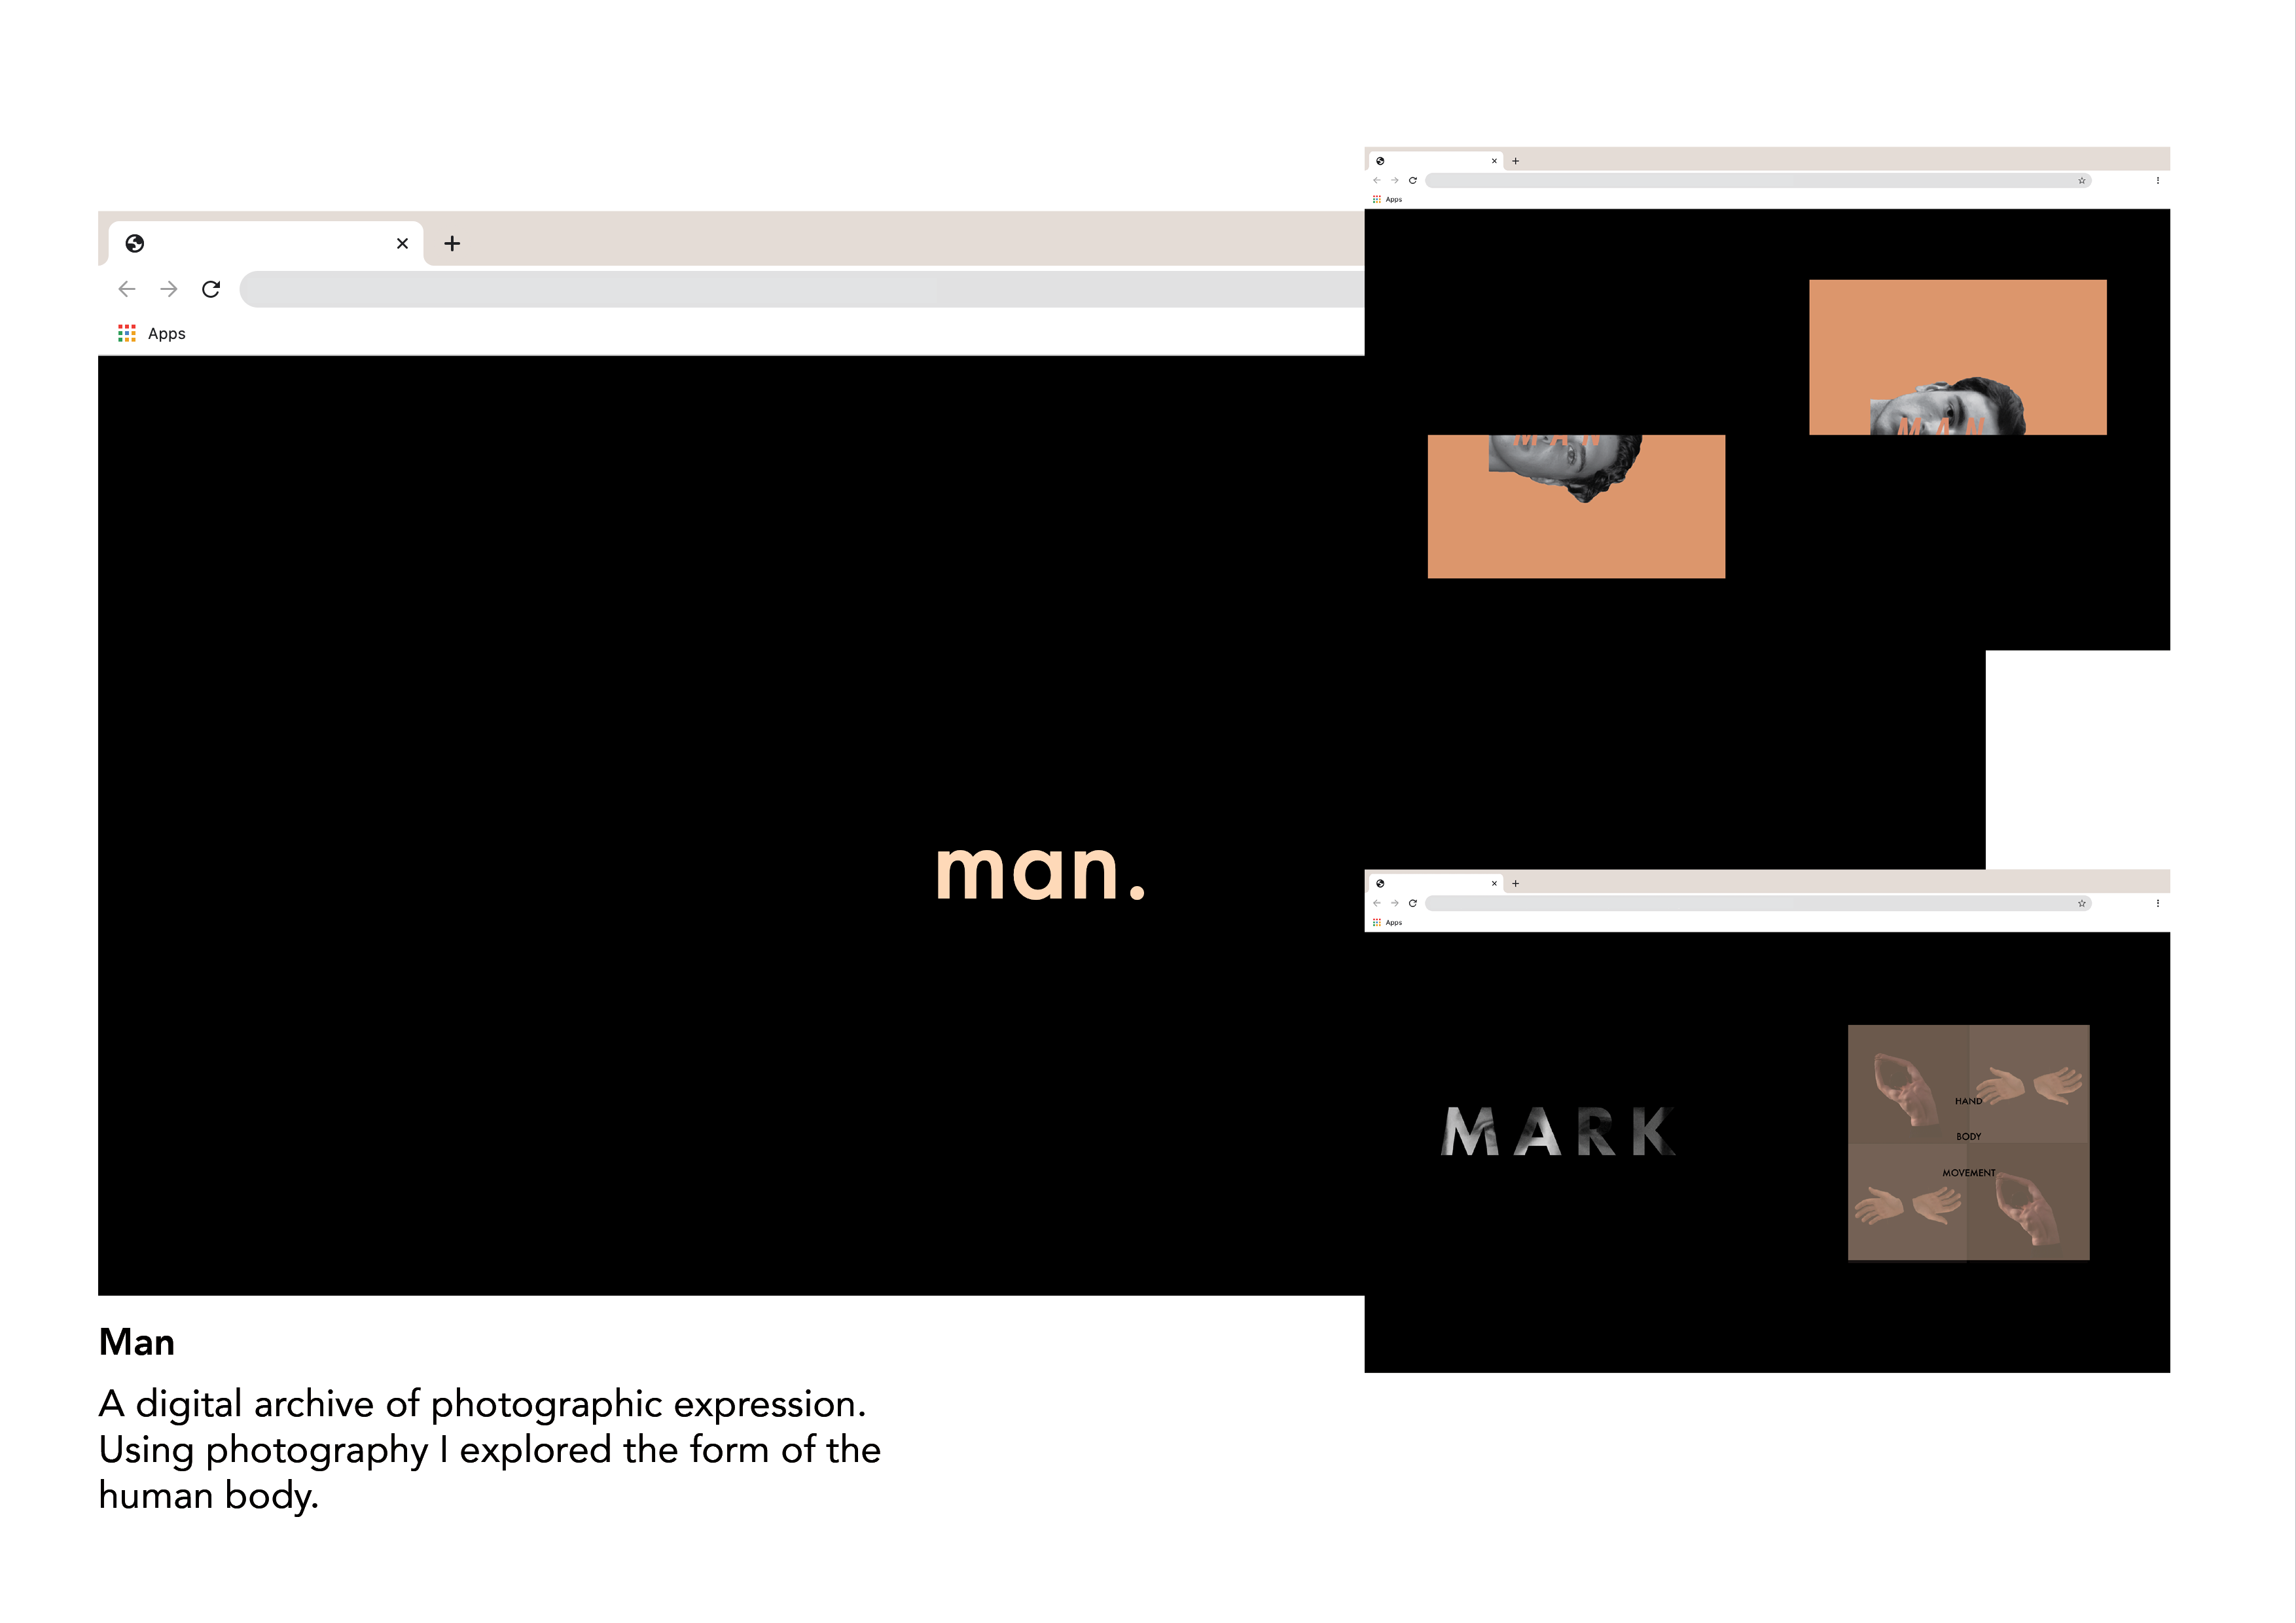 Apps
man.
Apps
MAN
MAN
Apps
MARK
HAND
BODY
MOVEMENT
Man
A digital archive of photographic expression.
Using photography I explored the form of the
human body.